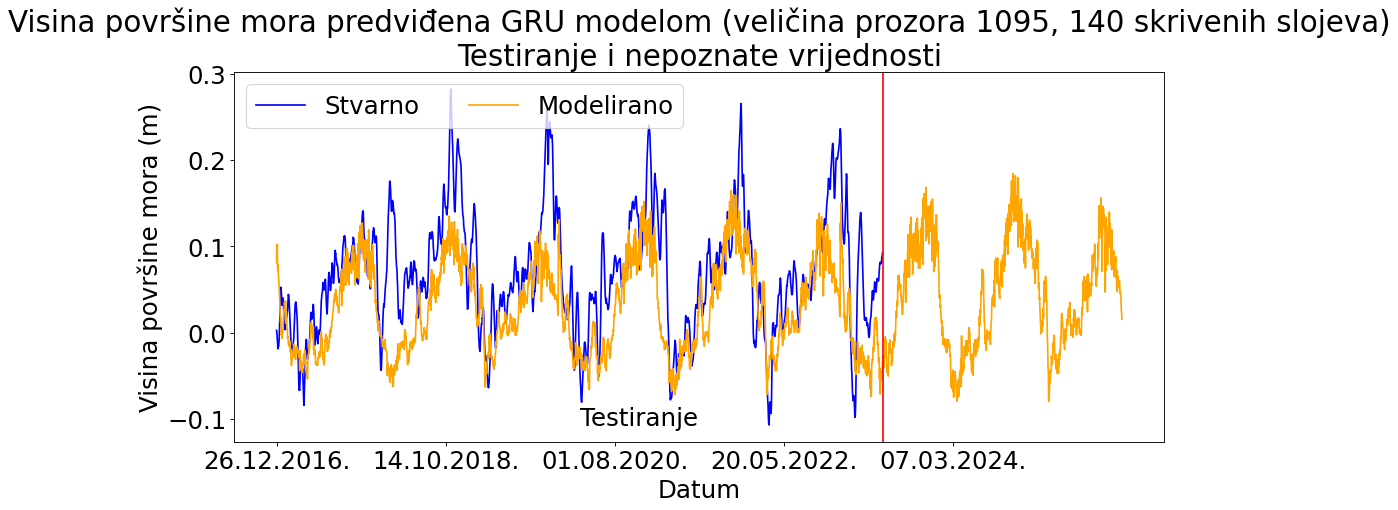 Visina površine mora predviđena GRU modelom (veličina prozora 1095, 140 skrivenih slojeva)
Testiranje i nepoznate vrijednosti
Stvarno
Modelirano
Visina površine mora (m)
0.3
0.2
0.1
0.0
−0.1
Testiranje
26.12.2016.
14.10.2018.
01.08.2020.
20.05.2022.
07.03.2024.
Datum